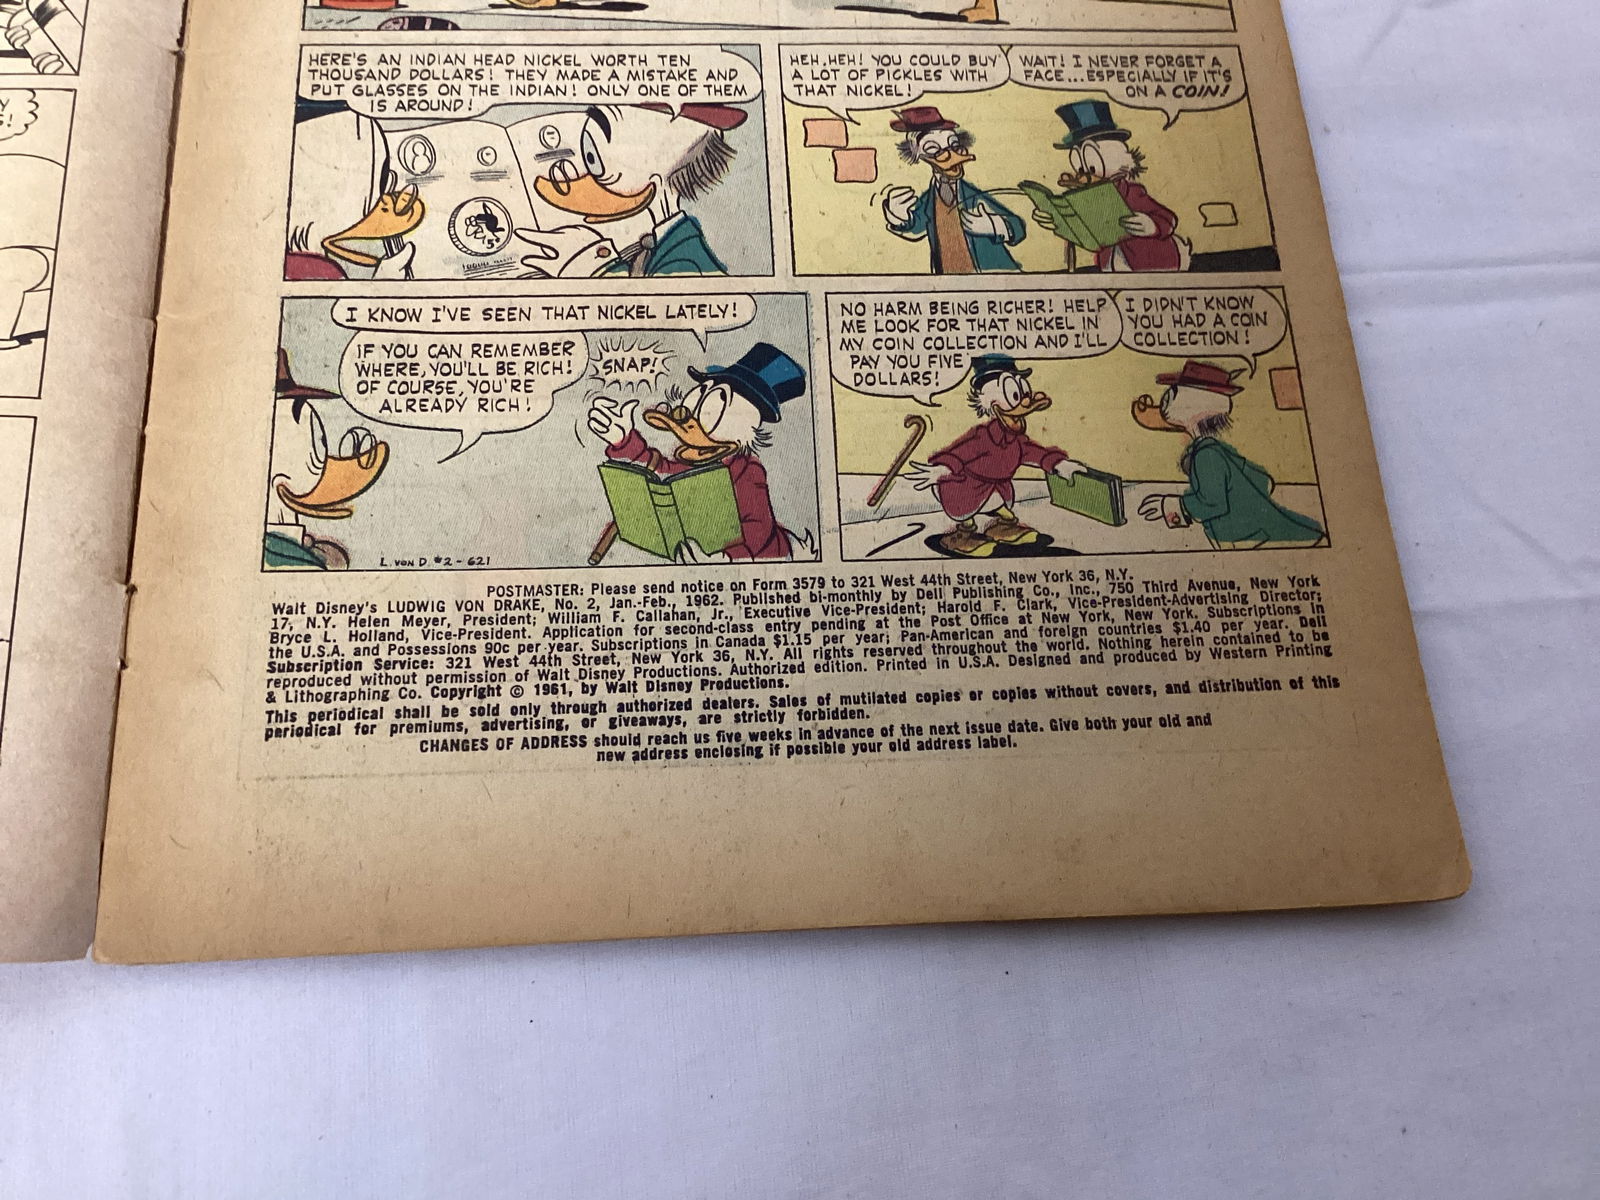 HERE'S AN INDIAN HEAD NICKEL WORTH TEN
THOUSAND DOLLARS! THEY MADE A MISTAKE AND
PUT GLASSES ON THE INDIAN! ONLY ONE OF THEM
IS AROUND!
5¢
HEH, HEH! YOU COULD BUY
A LOT OF PICKLES WITH
THAT NICKEL!
WAIT! I NEVER FORGET A
FACE...ESPECIALLY IF IT'S
ON A COIN!
I KNOW I'VE SEEN THAT NICKEL LATELY!
IF YOU CAN REMEMBER
WHERE, YOU'LL BE RICH!
OF COURSE, YOU'RE
ALREADY RICH!
SNAP!
L. VON D. #2-621
NO HARM BEING RICHER! HELP
ME LOOK FOR THAT NICKEL IN
MY COIN COLLECTION AND I'LL
PAY YOU FIVE
DOLLARS!
I DIDN'T KNOW
YOU HAD A COIN
COLLECTION!
POSTMASTER: Please send notice on Form 3579 to 321 West 44th Street, New York 36, N.Y.
Walt Disney's LUDWIG VON DRAKE, No. 2, Jan.-Feb., 1962. Published bi-monthly by Dell Publishing Co., Inc., 750 Third Avenue, New York
17, N.Y. Helen Meyer, President; William F. Callahan, Jr., Executive Vice-President; Harold F. Clark, Vice-President-Advertising Director;
Bryce L. Holland, Vice-President. Application for second-class entry pending at the Post Office at New York, New York. Subscriptions in
the U.S.A. and Possessions 90c per year. Subscriptions in Canada $1.15 per year; Pan-American and foreign countries $1.40 per year. Dell
Subscription Service: 321 West 44th Street, New York 36, N.Y. All rights reserved throughout the world. Nothing herein contained to be
reproduced without permission of Walt Disney Productions. Authorized edition. Printed in U.S.A. Designed and produced by Western Printing
& Lithographing Co. Copyright © 1961, by Walt Disney Productions.
This periodical shall be sold only through authorized dealers. Sales of mutilated copies or copies without covers, and distribution of this
periodical for premiums, advertising, or giveaways, are strictly forbidden.
CHANGES OF ADDRESS should reach us five weeks in advance of the next issue date. Give both your old and
new address enclosing if possible your old address label.